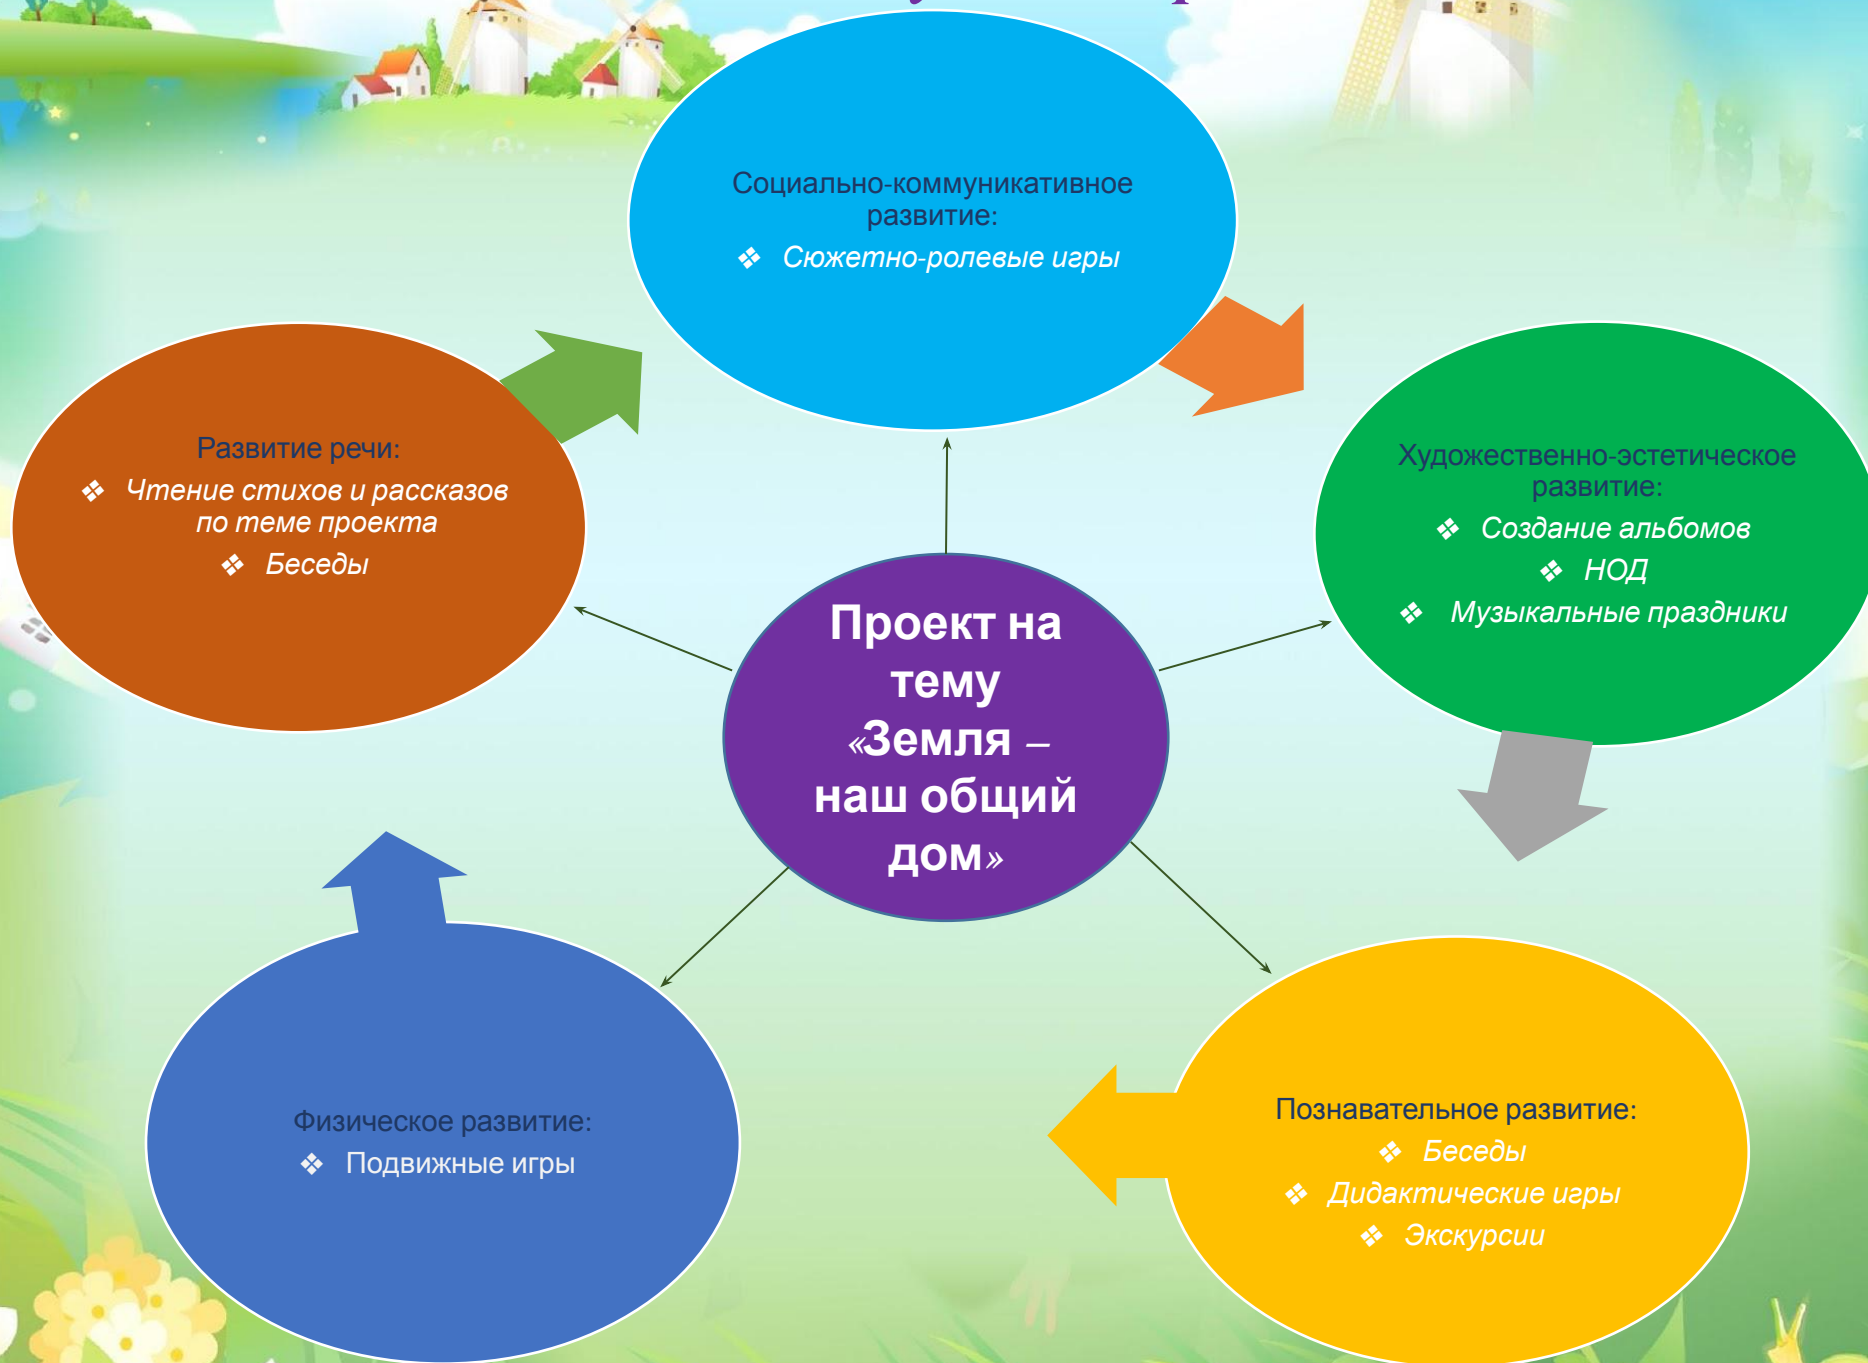 Социально-коммуникативное
развитие:
❖ Сюжетно-ролевые игры
Развитие речи:
❖ Чтение стихов и рассказов
по теме проекта
❖ Беседы
Художественно-эстетическое
развитие:
❖ Создание альбомов
❖ НОД
❖ Музыкальные праздники
Проект на
тему
«Земля –
наш общий
дом»
Физическое развитие:
❖ Подвижные игры
Познавательное развитие:
❖ Беседы
❖ Дидактические игры
❖ Экскурсии